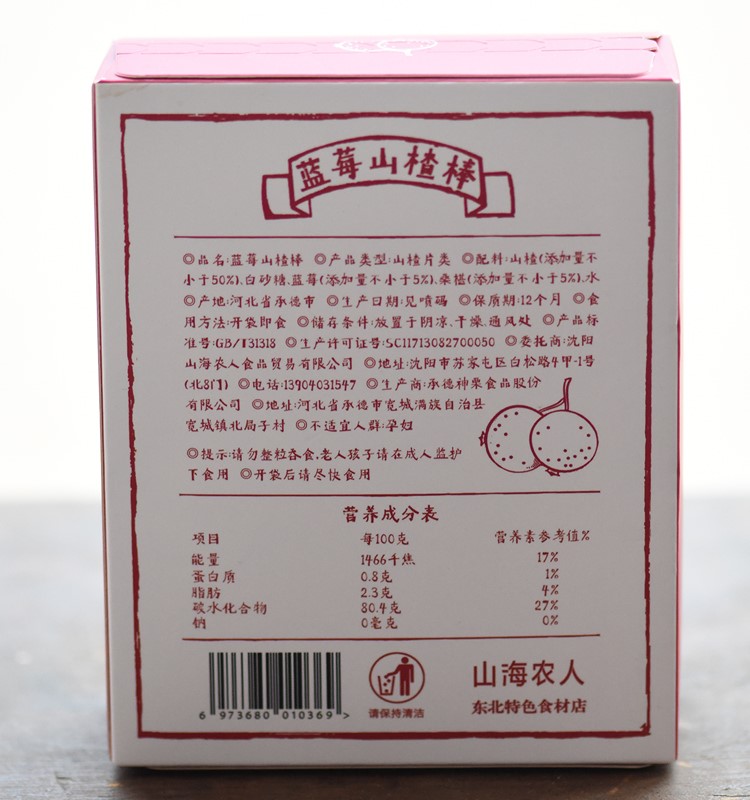 蓝莓山楂棒
◎品名:蓝莓山楂棒 ◎产品类型:山楂片类 ◎配料:山楂(添加量不
小于50%)、白砂糖、蓝莓(添加量不小于5%)、桑椹(添加量不小于5%)、水
◎产地:河北省承德市 ◎生产日期:见喷码 ◎保质期:12个月 ◎食
用方法:开袋即食 ◎储存条件:放置于阴凉、干燥、通风处 ◎产品标
准号:GB/T31318 ◎生产许可证号:SC11713082700050 ◎委托商:沈阳
山海农人食品贸易有限公司 ◎地址:沈阳市苏家屯区白松路4甲-1号
(北8门) ◎电话:13904031547 ◎生产商:承德神栗食品股份
有限公司 ◎地址:河北省承德市宽城满族自治县
宽城镇北局子村 ◎不适宜人群:孕妇
◎提示:请勿整粒吞食,老人孩子请在成人监护
下食用 ◎开袋后请尽快食用
营养成分表
项目 每100克 营养素参考值%
能量 1466千焦 17%
蛋白质 0.8克 1%
脂肪 2.3克 4%
碳水化合物 80.4克 27%
钠 0毫克 0%
6 973680 010369 >
请保持清洁
山海农人
东北特色食材店